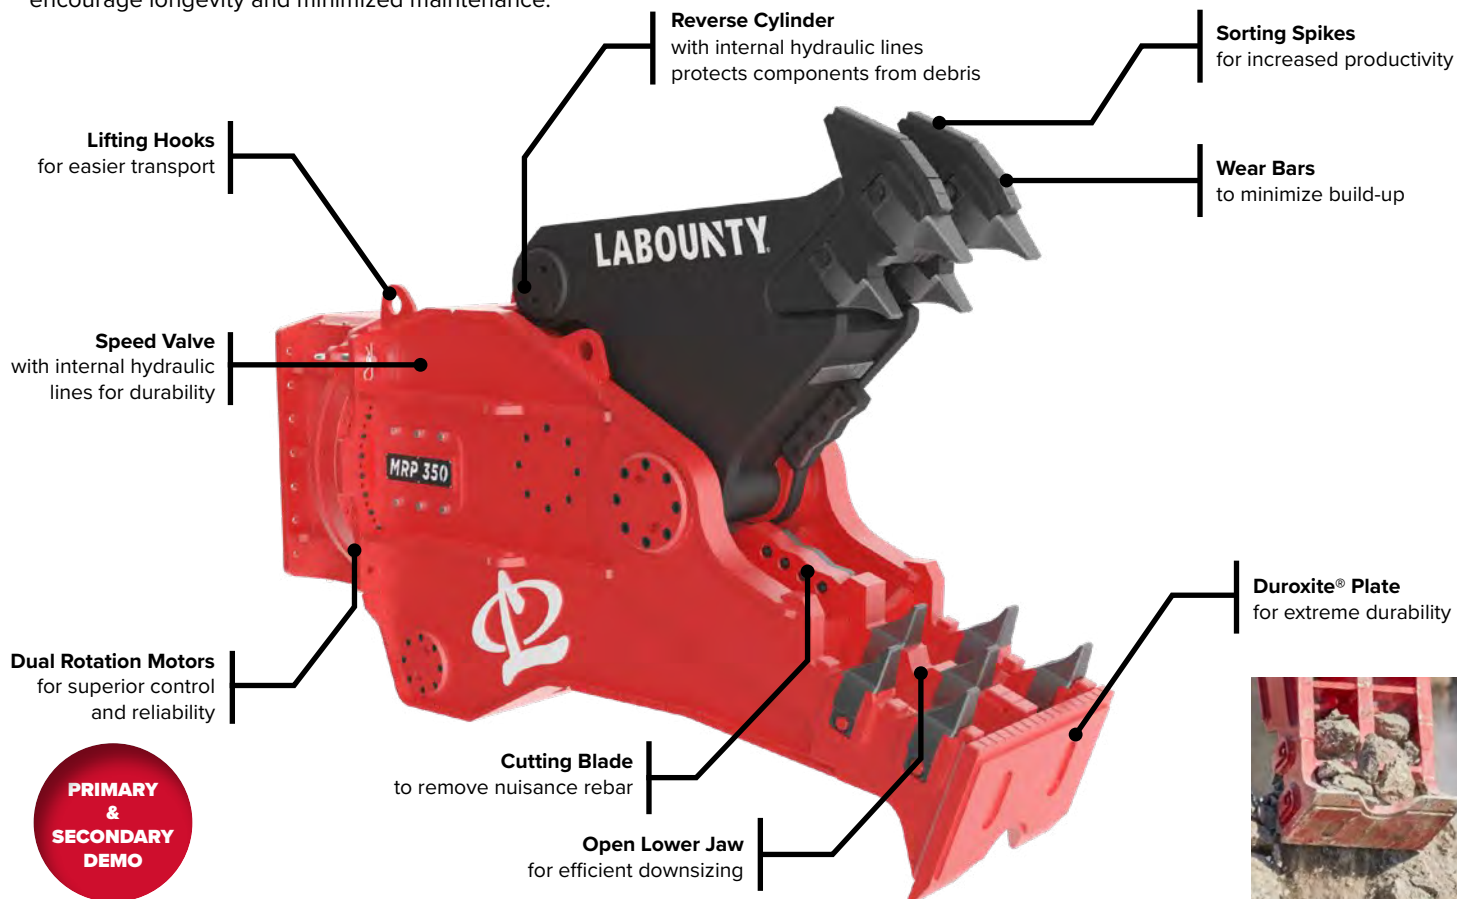 encourage longevity and minimized maintenance.
Reverse Cylinder
with internal hydraulic lines
protects components from debris
Sorting Spikes
for increased productivity
Lifting Hooks
for easier transport
Wear Bars
to minimize build-up
LABOUNTY
Speed Valve
with internal hydraulic
lines for durability
MRP 350
Duroxite® Plate
for extreme durability
Dual Rotation Motors
for superior control
and reliability
Cutting Blade
to remove nuisance rebar
Open Lower Jaw
for efficient downsizing
PRIMARY
&
SECONDARY
DEMO